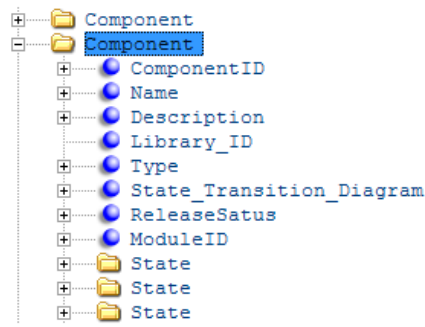 Component
Component
ComponentID
Name
Description
Library_ID
Type
State_Transition_Diagram
ReleaseSatus
ModuleID
State
State
State